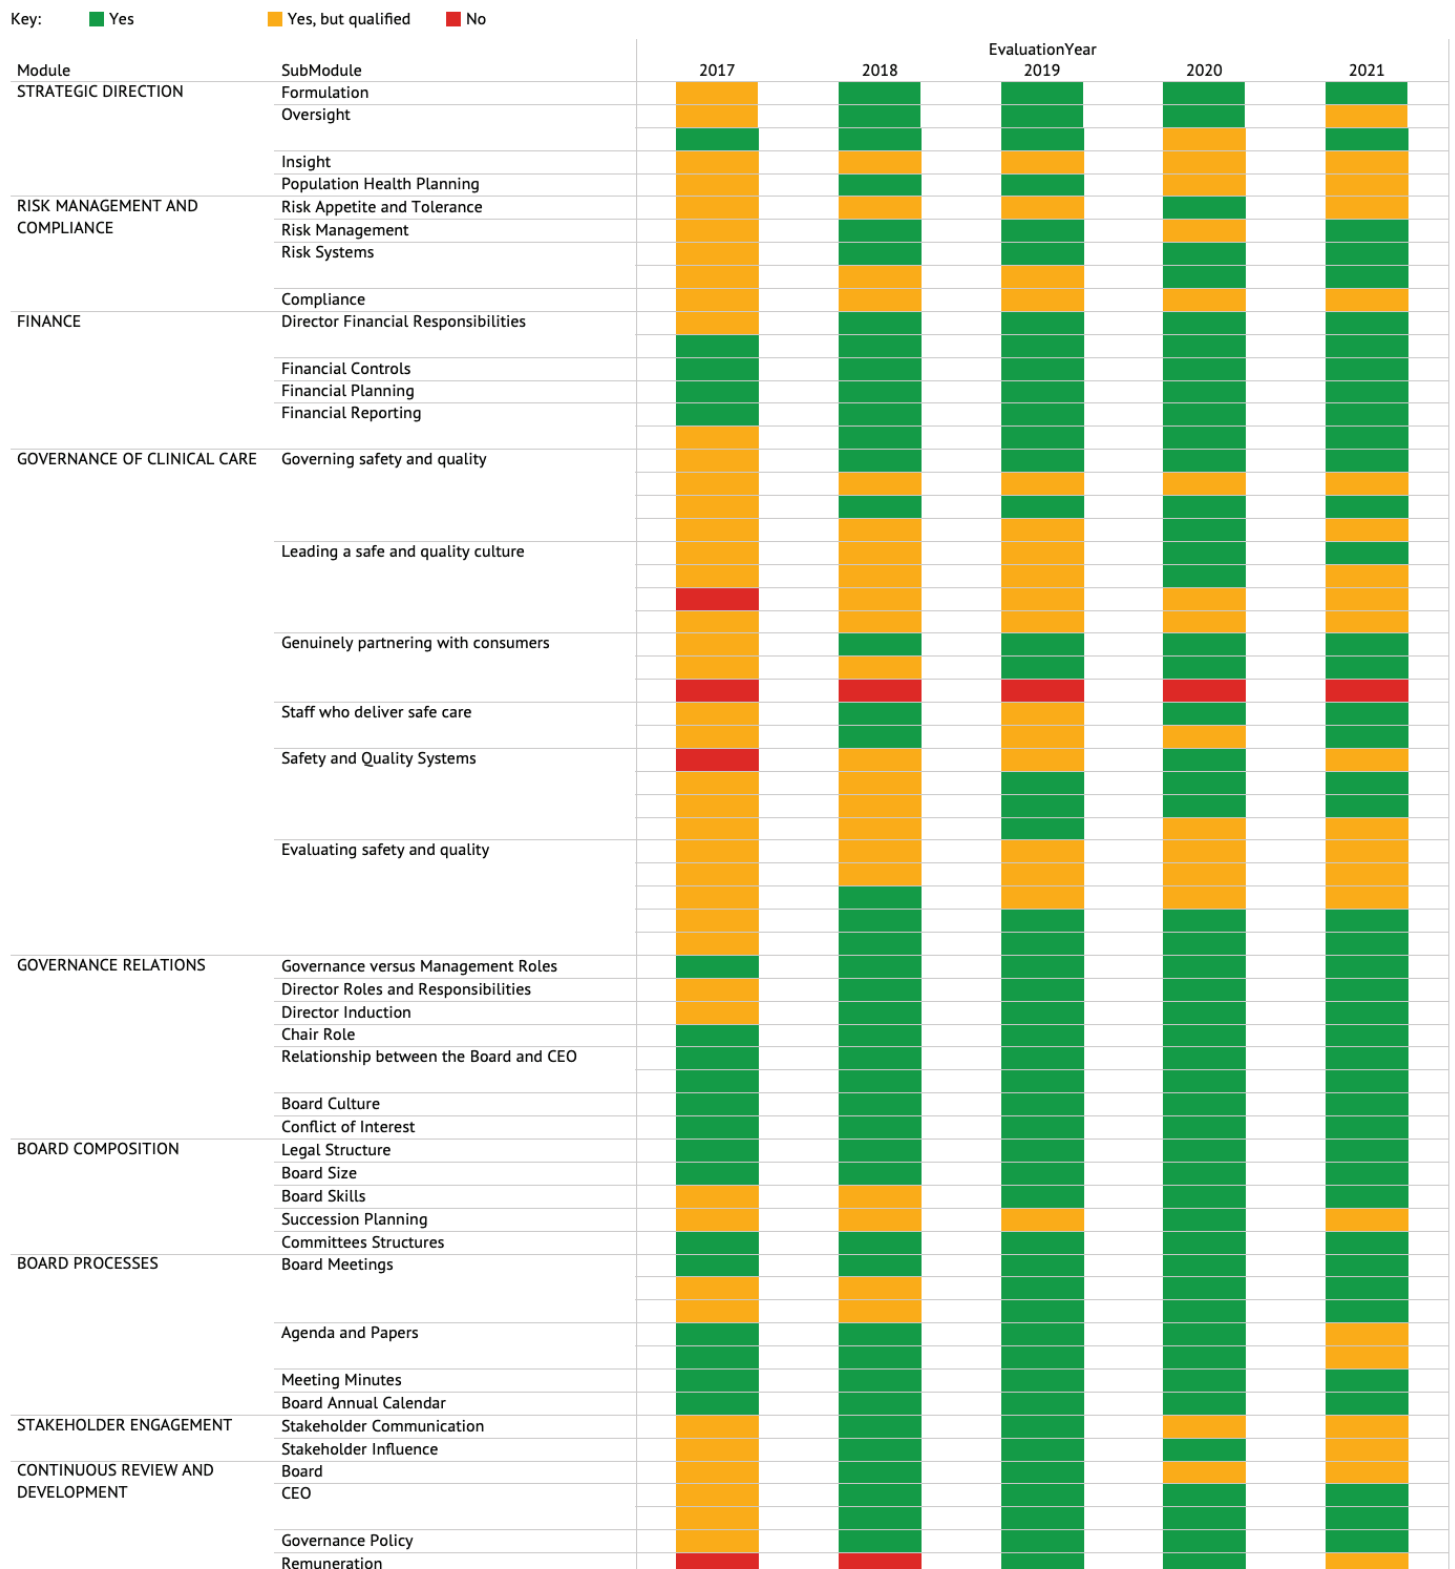 Key: Yes Yes, but qualified No
EvaluationYear
Module SubModule 2017 2018 2019 2020 2021
STRATEGIC DIRECTION Formulation
Oversight
Insight
Population Health Planning
RISK MANAGEMENT AND Risk Appetite and Tolerance
COMPLIANCE Risk Management
Risk Systems
Compliance
FINANCE Director Financial Responsibilities
Financial Controls
Financial Planning
Financial Reporting
GOVERNANCE OF CLINICAL CARE Governing safety and quality
Leading a safe and quality culture
Genuinely partnering with consumers
Staff who deliver safe care
Safety and Quality Systems
Evaluating safety and quality
GOVERNANCE RELATIONS Governance versus Management Roles
Director Roles and Responsibilities
Director Induction
Chair Role
Relationship between the Board and CEO
Board Culture
Conflict of Interest
BOARD COMPOSITION Legal Structure
Board Size
Board Skills
Succession Planning
Committees Structures
BOARD PROCESSES Board Meetings
Agenda and Papers
Meeting Minutes
Board Annual Calendar
STAKEHOLDER ENGAGEMENT Stakeholder Communication
Stakeholder Influence
CONTINUOUS REVIEW AND Board
DEVELOPMENT CEO
Governance Policy
Remuneration